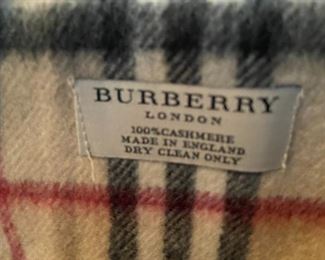 BURBERRY
LONDON
100%CASHMERE
MADE IN ENGLAND
DRY CLEAN ONLY